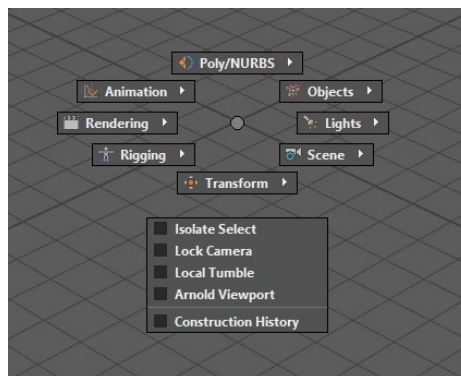 Poly/NURBS
Animation
Objects
Rendering
Lights
Rigging
Scene
Transform
Isolate Select
Lock Camera
Local Tumble
Arnold Viewport
Construction History